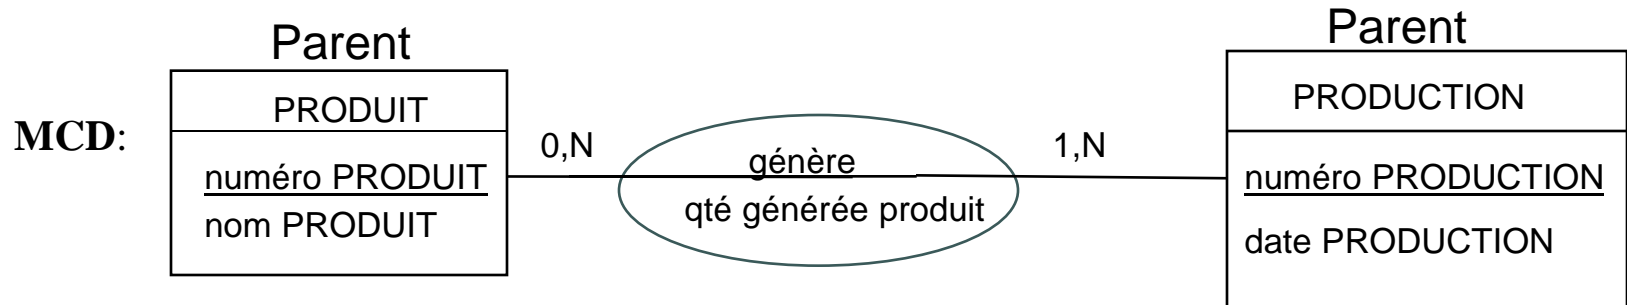 Parent
Parent
MCD:
PRODUIT
PRODUCTION
0,N
génère
1,N
numéro PRODUIT
nom PRODUIT
qté générée produit
numéro PRODUCTION
date PRODUCTION